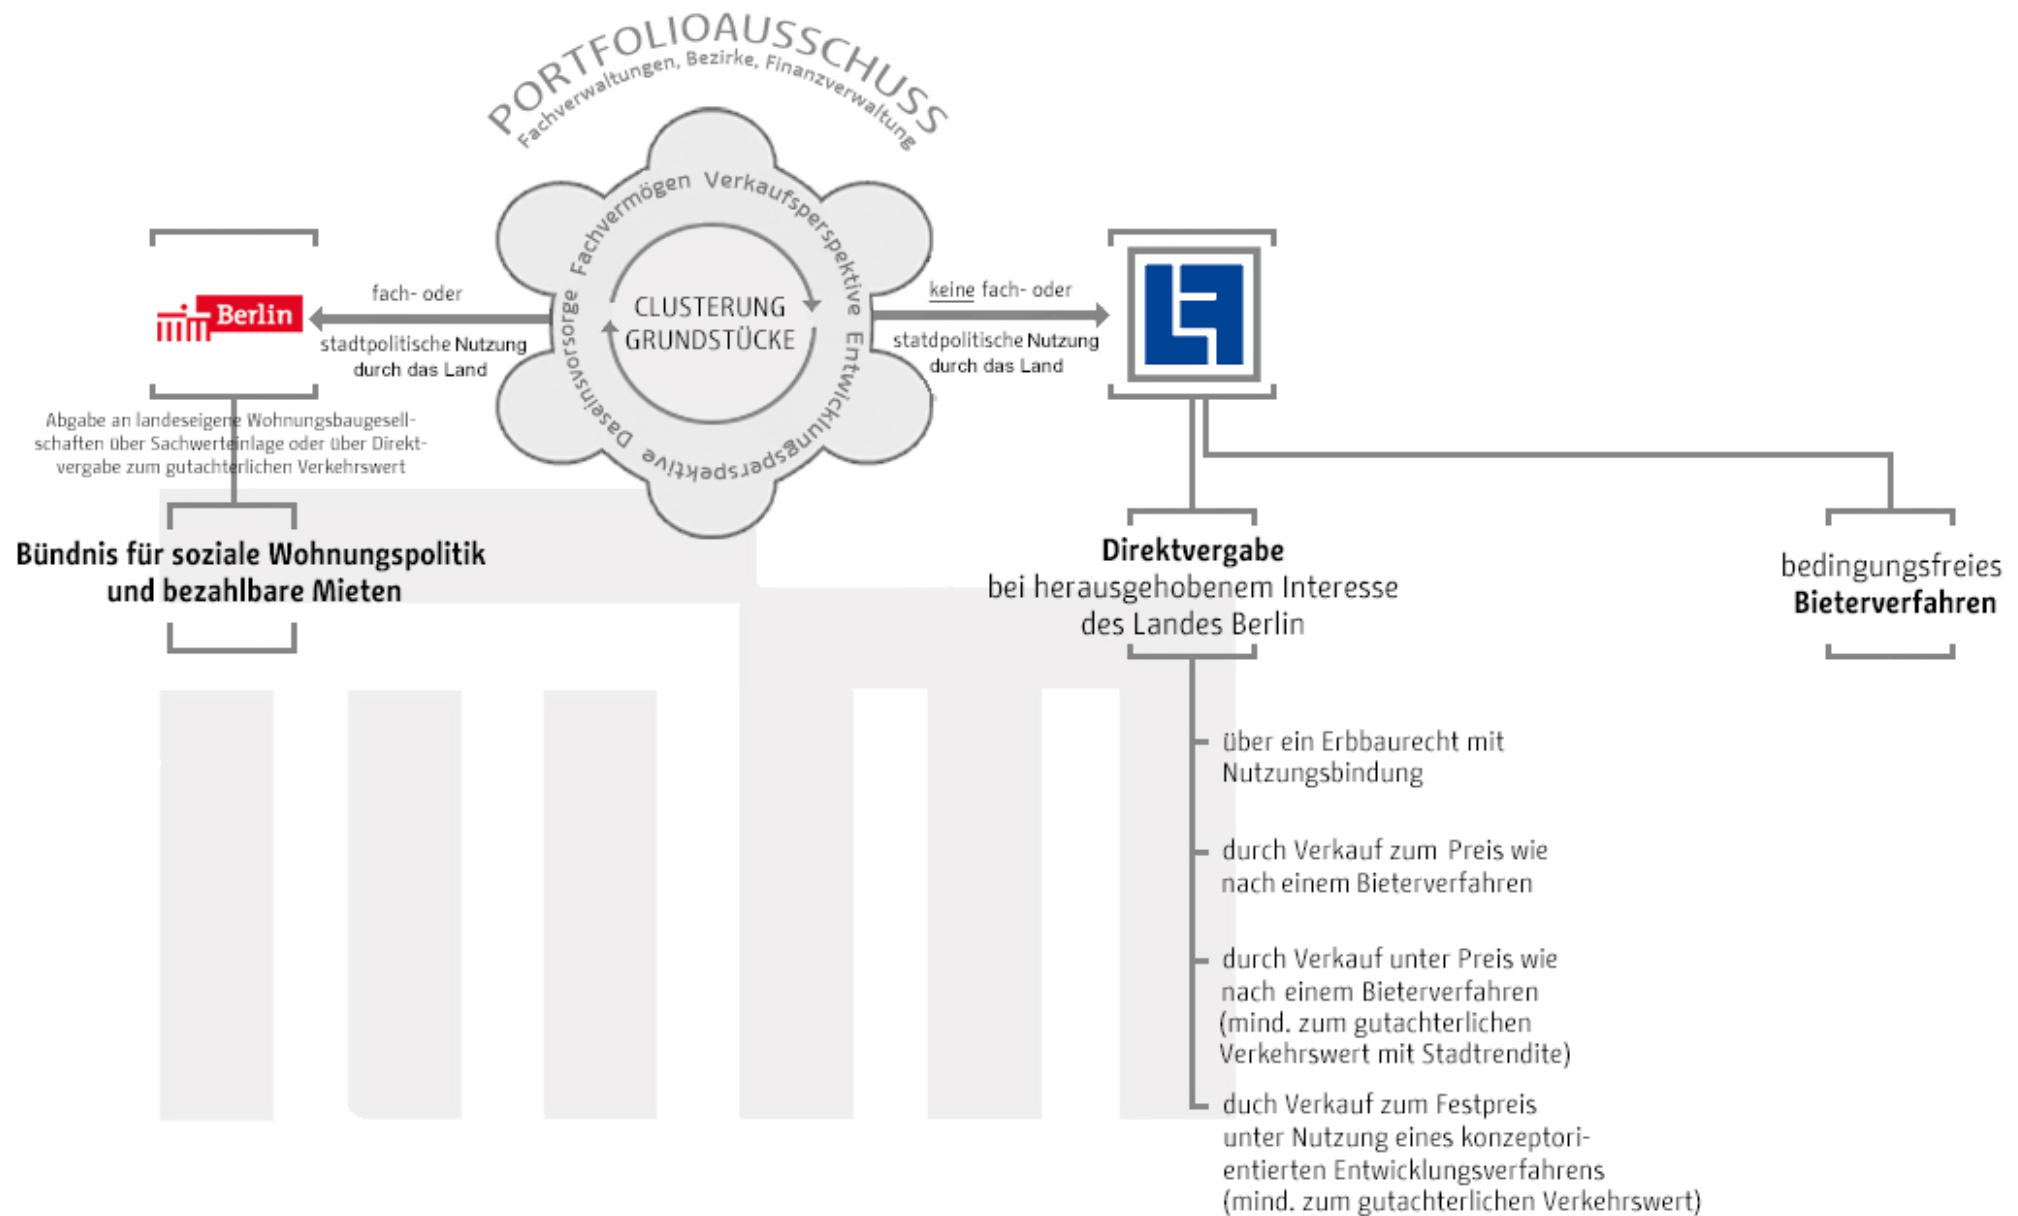 PORTFOLIOAUSSCHUSS
Fachverwaltungen, Bezirke, Finanzverwaltung
Fachvermögen Verkaufsperspektive Entwicklungsperspektive Daseinsvorsorge
CLUSTERUNG
GRUNDSTÜCKE
Berlin
fach- oder
stadtpolitische Nutzung
durch das Land
keine fach- oder
statdpolitische Nutzung
durch das Land
Abgabe an landeseigene Wohnungsbaugesell-
schaften über Sachwerteinlage oder über Direkt-
vergabe zum gutachterlichen Verkehrswert
Bündnis für soziale Wohnungspolitik
und bezahlbare Mieten
Direktvergabe
bei herausgehobenem Interesse
des Landes Berlin
bedingungsfreies
Bieterverfahren
über ein Erbbaurecht mit
Nutzungsbindung
durch Verkauf zum Preis wie
nach einem Bieterverfahren
durch Verkauf unter Preis wie
nach einem Bieterverfahren
(mind. zum gutachterlichen
Verkehrswert mit Stadtrendite)
duch Verkauf zum Festpreis
unter Nutzung eines konzeptori-
entierten Entwicklungsverfahrens
(mind. zum gutachterlichen Verkehrswert)